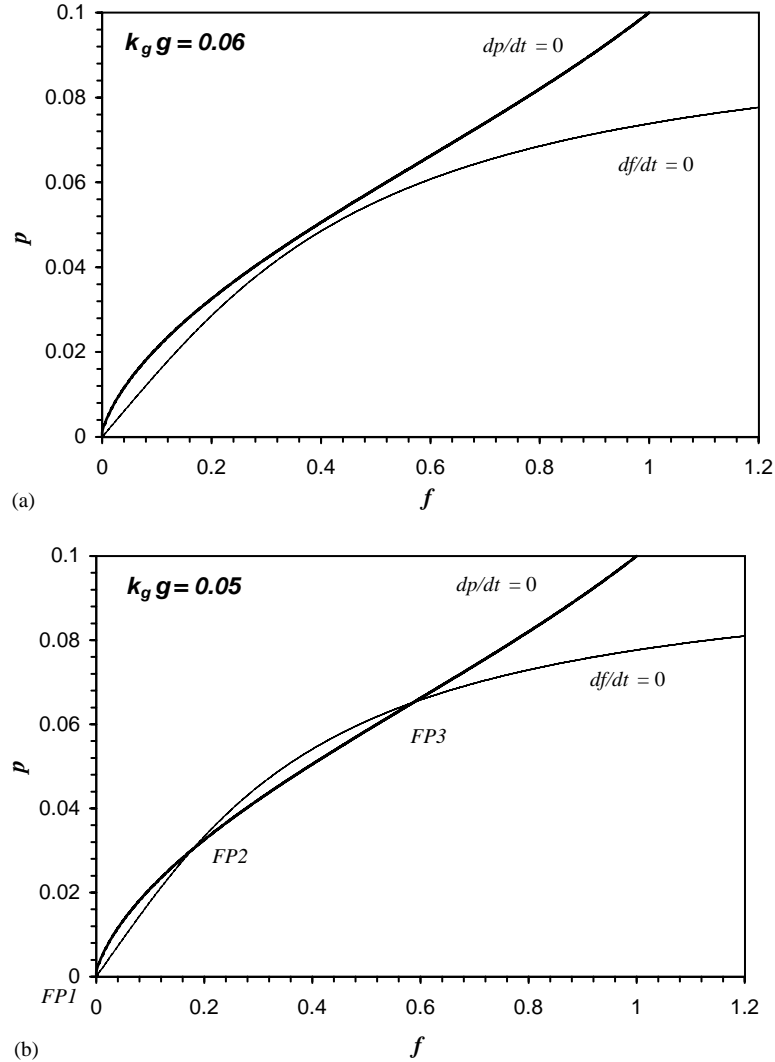 k_g g = 0.06
dp/dt = 0
df/dt = 0
0.1
0.08
0.06
0.04
0.02
0
p
0 0.2 0.4 0.6 0.8 1 1.2
f
(a)
k_g g = 0.05
dp/dt = 0
df/dt = 0
FP3
FP2
0.1
0.08
0.06
0.04
0.02
0
p
FP1
0 0.2 0.4 0.6 0.8 1 1.2
f
(b)